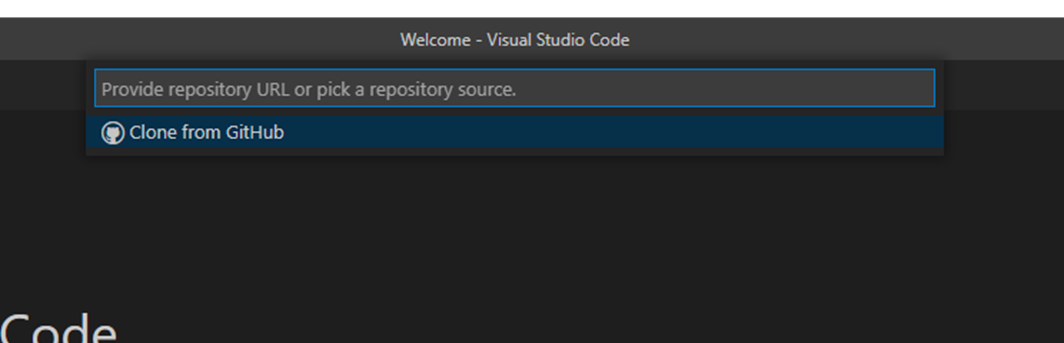 Welcome - Visual Studio Code
Provide repository URL or pick a repository source.
Clone from GitHub
Code